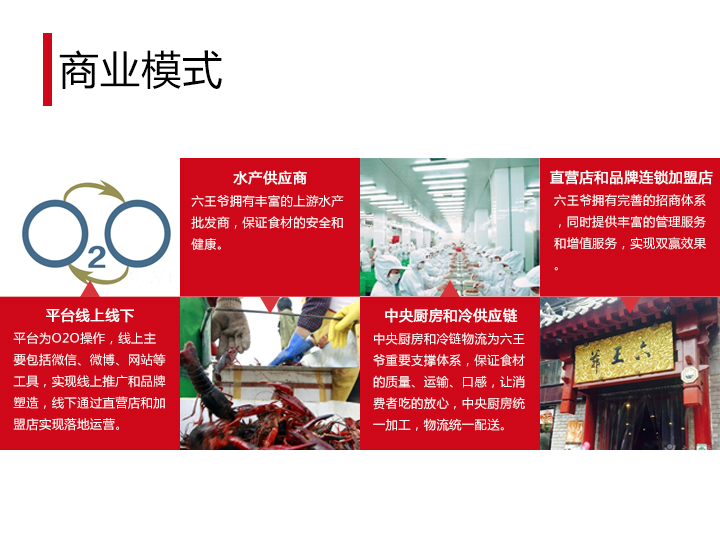 商业模式
O2O
水产供应商
六王爷拥有丰富的上游水产
批发商，保证食材的安全和
健康。
直营店和品牌连锁加盟店
六王爷拥有完善的招商体系
，同时提供丰富的管理服务
和增值服务，实现双赢效果
。
平台线上线下
平台为O2O操作，线上主
要包括微信、微博、网站等
工具，实现线上推广和品牌
塑造，线下通过直营店和加
盟店实现落地运营。
中央厨房和冷供应链
中央厨房和冷链物流为六王
爷重要支撑体系，保证食材
的质量、运输、口感，让消
费者吃的放心，中央厨房统
一加工，物流统一配送。
六王爷